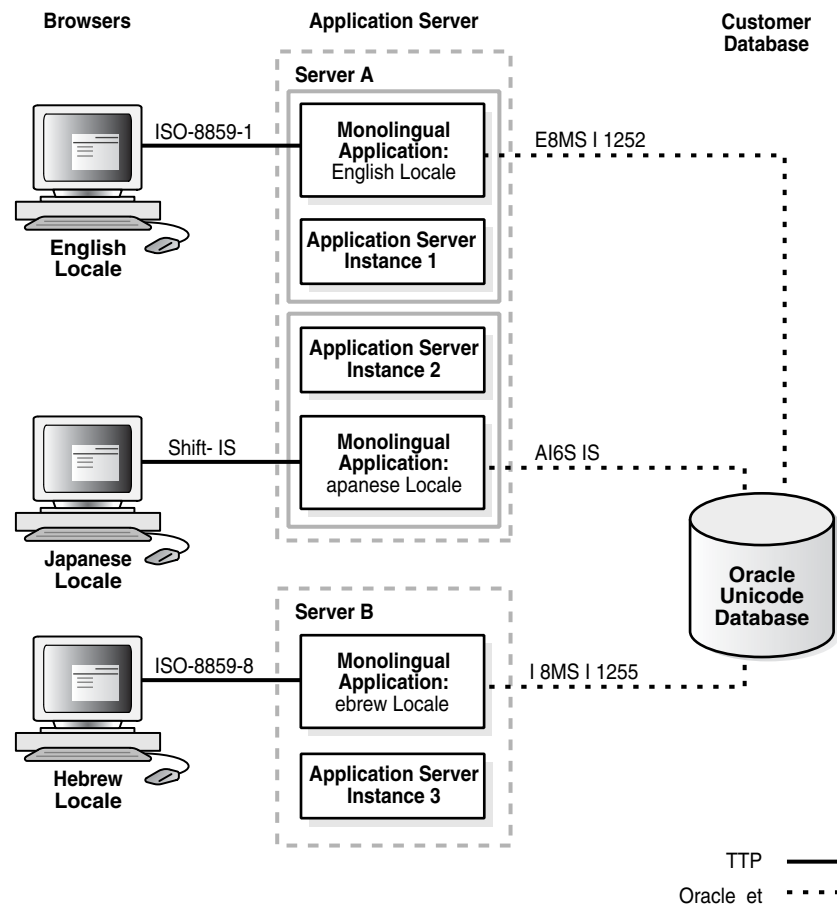 Browsers
Application Server
Customer
Database
Server A
ISO-8859-1
Monolingual
Application:
English Locale
E8MS I 1252
English
Locale
Application Server
Instance 1
Application Server
Instance 2
Shift- IS
Monolingual
Application:
apanese Locale
AI6S IS
Japanese
Locale
Oracle
Unicode
Database
Server B
ISO-8859-8
Monolingual
Application:
ebrew Locale
I 8MS I 1255
Hebrew
Locale
Application Server
Instance 3
TTP
Oracle et